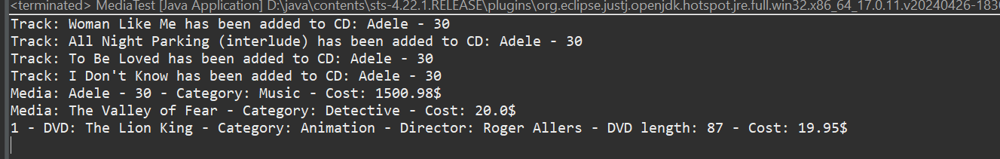 <terminated> MediaTest [Java Application] D:\java\contents\sts-4.22.1.RELEASE\plugins\org.eclipse.justj.openjdk.hotspot.jre.full.win32.x86_64_17.0.11.v20240426-1830
Track: Woman Like Me has been added to CD: Adele - 30
Track: All Night Parking (interlude) has been added to CD: Adele - 30
Track: To Be Loved has been added to CD: Adele - 30
Track: I Don't Know has been added to CD: Adele - 30
Media: Adele - 30 - Category: Music - Cost: 1500.98$
Media: The Valley of Fear - Category: Detective - Cost: 20.0$
1 - DVD: The Lion King - Category: Animation - Director: Roger Allers - DVD length: 87 - Cost: 19.95$